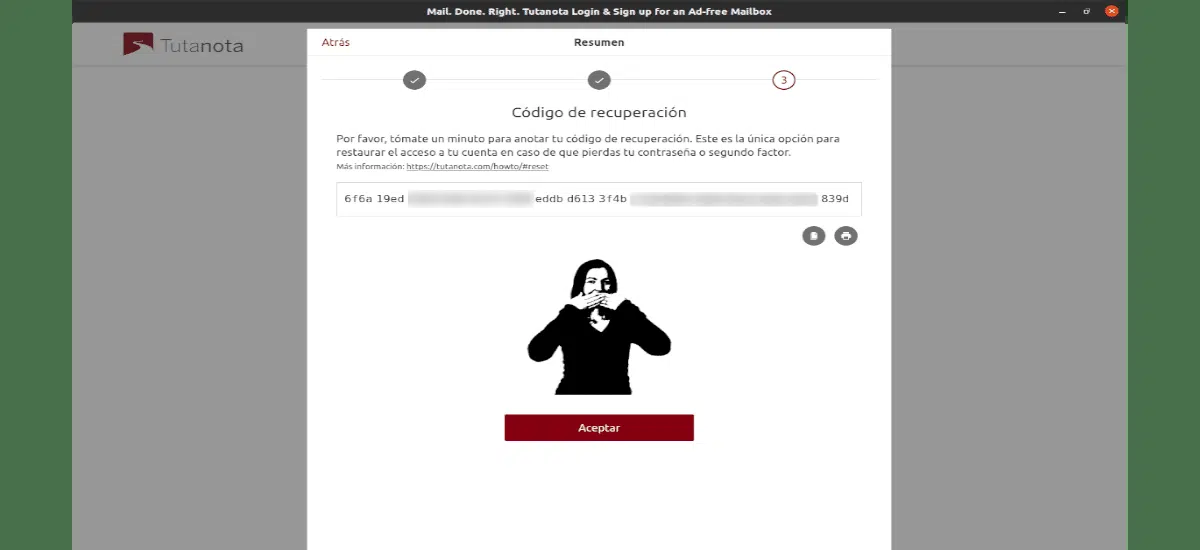 Mail. Done. Right. Tutanota Login & Sign up for an Ad-free Mailbox
Tutanota
Atrás
Resumen
3
Código de recuperación
Por favor, tómate un minuto para anotar tu código de recuperación. Este es la única opción para
restaurar el acceso a tu cuenta en caso de que pierdas tu contraseña o segundo factor.
Más información: https://tutanota.com/howto/#reset
6f6a 19ed eddb d613 3f4b 839d
Aceptar